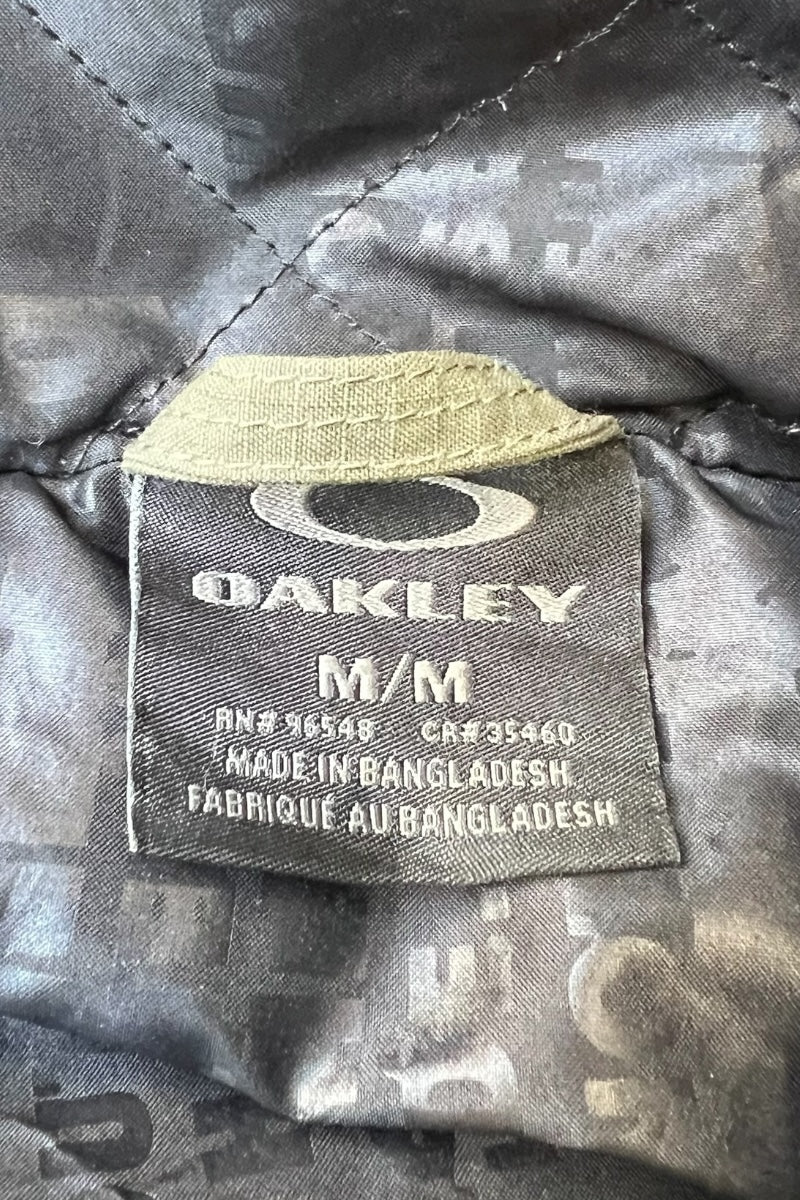 OAKLEY
M/M
RN# 96548 CA# 35460
MADE IN BANGLADESH
FABRIQUÉ AU BANGLADESH